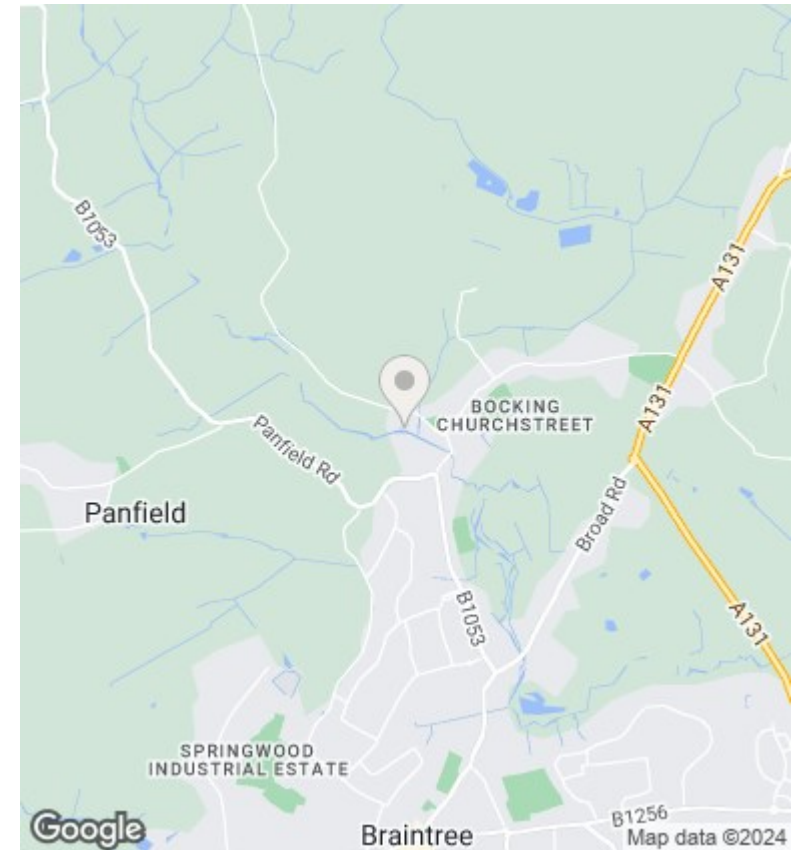 B1053
A131
A131
BOCKING
CHURCHSTREET
Panfield Rd
Panfield
Broad Rd
B1053
A131
SPRINGWOOD
INDUSTRIAL ESTATE
B1256
Braintree
Google
Map data ©2024